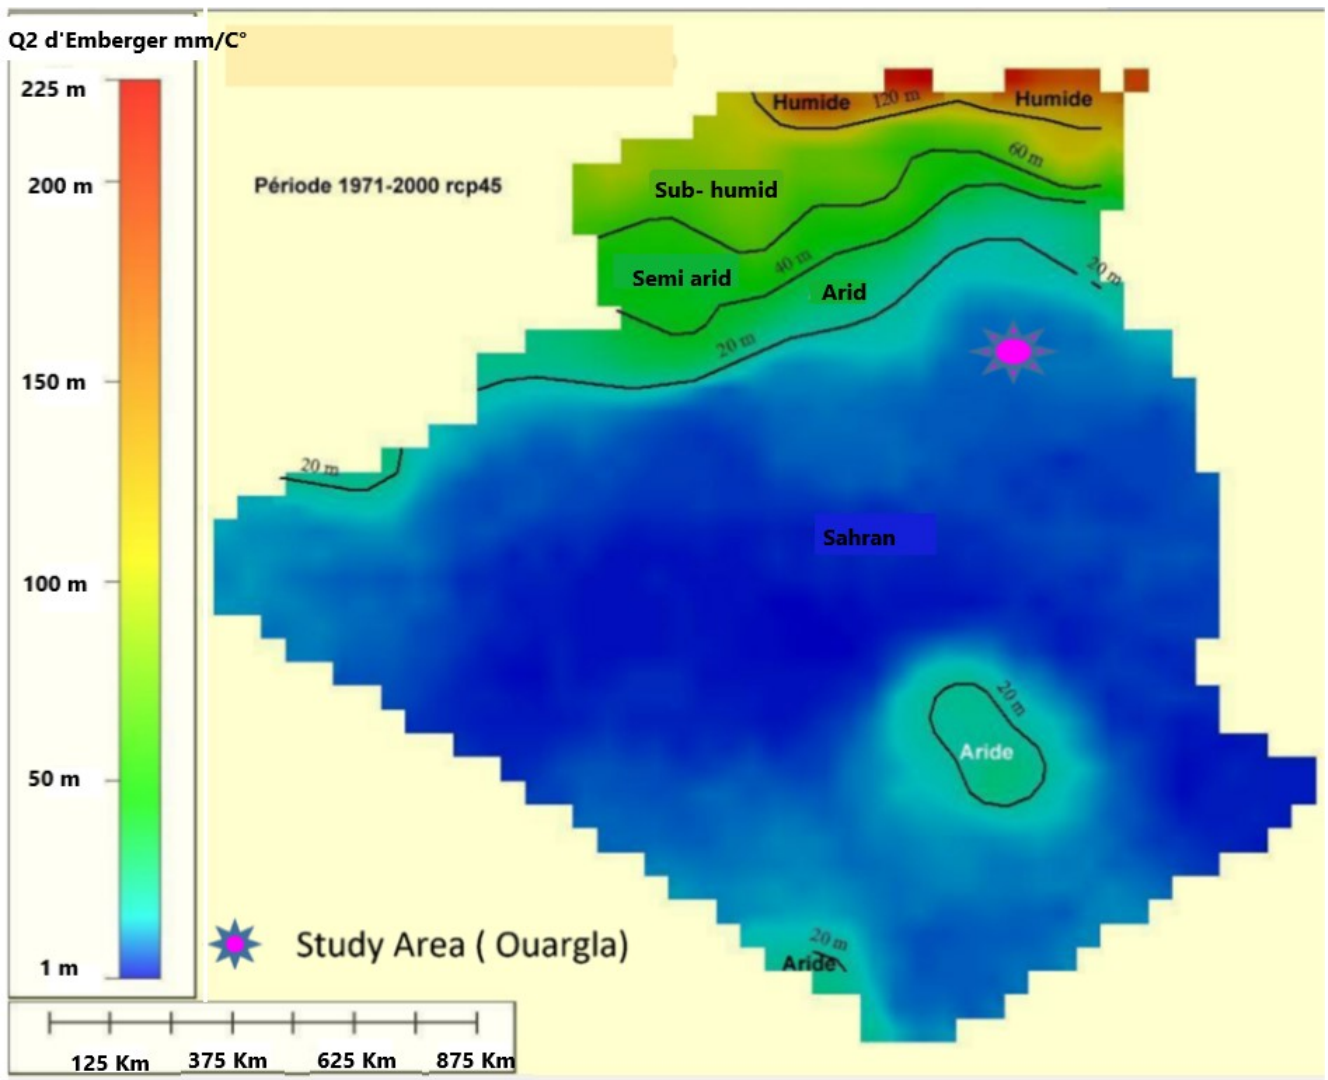 Q2 d'Emberger mm/C°
225 m
200 m
150 m
100 m
50 m
1 m
Période 1971-2000 rcp45
Humide
120 m
Humide
60 m
Sub- humid
40 m
Semi arid
Arid
20 m
20 m
20 m
Sahran
20 m
Aride
20 m
Aride
Study Area ( Ouargla)
125 Km
375 Km
625 Km
875 Km